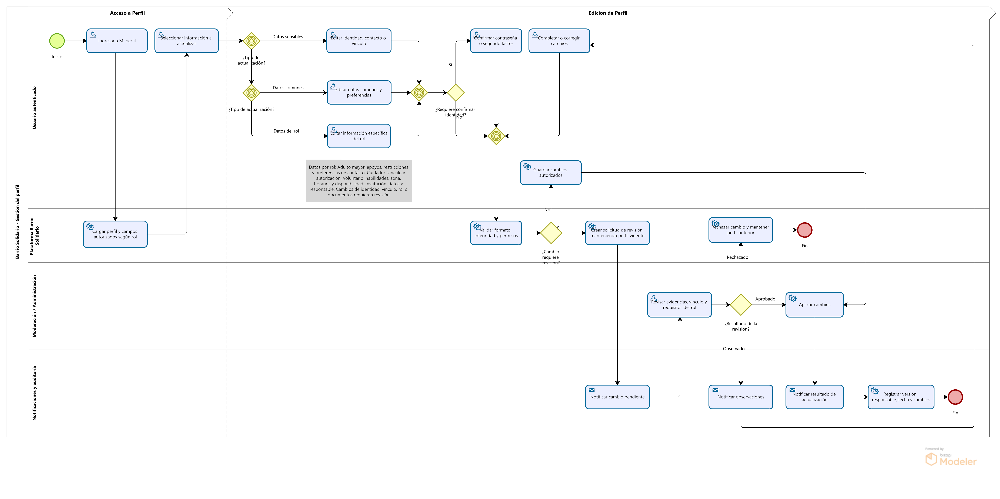 Acceso a Perfil
Edicion de Perfil
Barrio Solidario - Gestión del perfil
Usuario autenticado
Inicio
Ingresar a Mi perfil
Seleccionar información a
actualizar
¿Tipo de
actualización?
Datos sensibles
Editar identidad, contacto o
vínculo
Confirmar contraseña
o segundo factor
Completar o corregir
cambios
Sí
¿Tipo de actualización?
Datos comunes
Editar datos comunes y
preferencias
¿Requiere confirmar
identidad?
No
Datos del rol
Editar información específica
del rol
Datos por rol: Adulto mayor: apoyos, restricciones
y preferencias de contacto. Cuidador: vínculo y
autorización. Voluntario: habilidades, zona,
horarios y disponibilidad. Institución: datos y
responsable. Cambios de identidad, vínculo, rol o
documentos requieren revisión.
Guardar cambios
autorizados
No
Plataforma Barrio
Solidario
Cargar perfil y campos
autorizados según rol
Validar formato,
integridad y permisos
¿Cambio
requiere
revisión?
Si
Crear solicitud de revisión
manteniendo perfil vigente
Rechazar cambio y mantener
perfil anterior
Fin
Rechazado
Moderación / Administración
Revisar evidencias, vínculo y
requisitos del rol
¿Resultado de la
revisión?
Aprobado
Aplicar cambios
Observado
Notificaciones y auditoría
Notificar cambio pendiente
Notificar observaciones
Notificar resultado de
actualización
Registrar versión,
responsable, fecha y cambios
Fin
Powered by
bizagi
Modeler